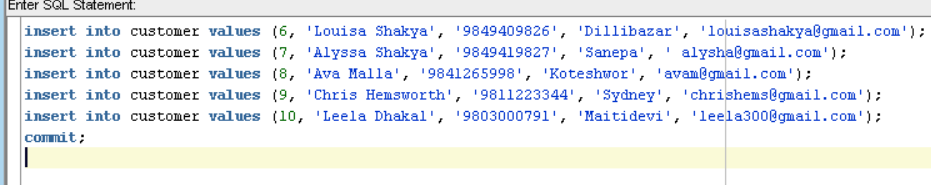 Enter SQL Statement:
insert into customer values (6, 'Louisa Shakya', '9849409826', 'Dillibazar', 'louisashakya@gmail.com');
insert into customer values (7, 'Alyssa Shakya', '9849419827', 'Sanepa', ' alysha@gmail.com');
insert into customer values (8, 'Ava Malla', '9841265998', 'Koteshwor', 'avam@gmail.com');
insert into customer values (9, 'Chris Hemsworth', '9811223344', 'Sydney', 'chrishems@gmail.com');
insert into customer values (10, 'Leela Dhakal', '9803000791', 'Maitidevi', 'leela300@gmail.com');
commit;